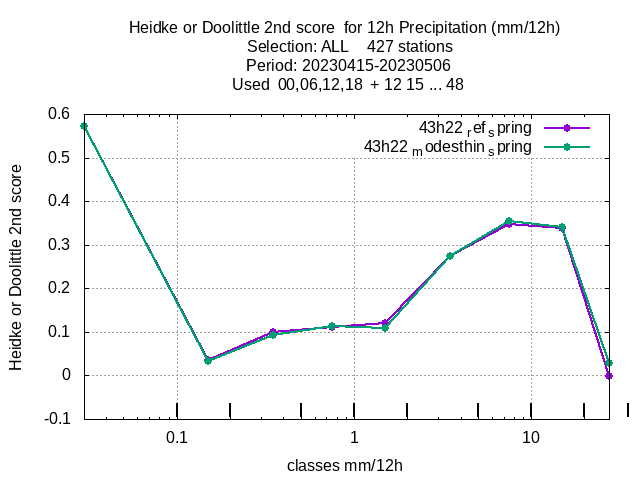 Heidke or Doolittle 2nd score  for 12h Precipitation (mm/12h)
Selection: ALL    427 stations
Period: 20230415-20230506
Used  00,06,12,18  + 12 15 ... 48
43h22 ref spring
43h22 modesthin spring
Heidke or Doolittle 2nd score
0.6
0.5
0.4
0.3
0.2
0.1
0
-0.1
0.1
1
10
classes mm/12h